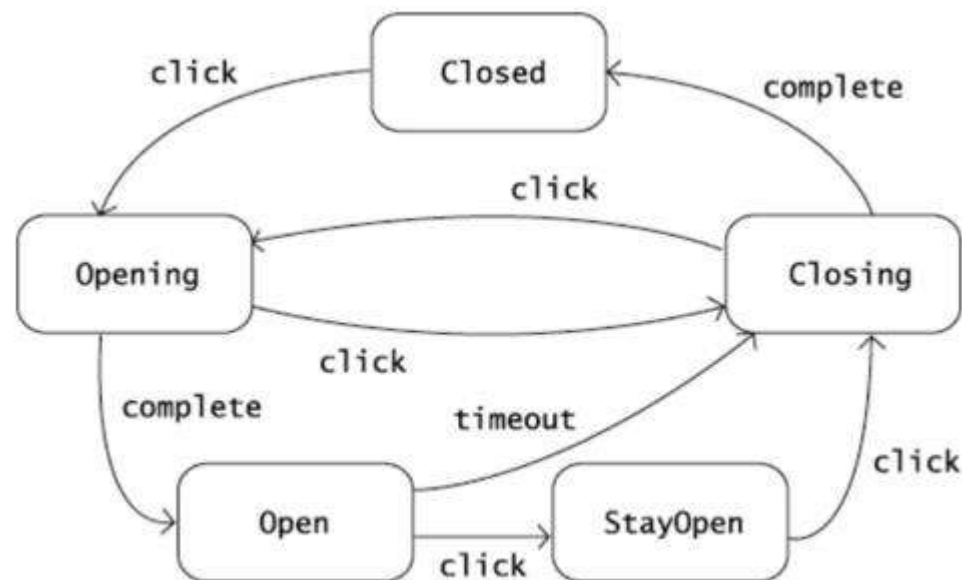 Closed
click
complete
click
Opening
Closing
click
complete
timeout
click
Open
StayOpen
click